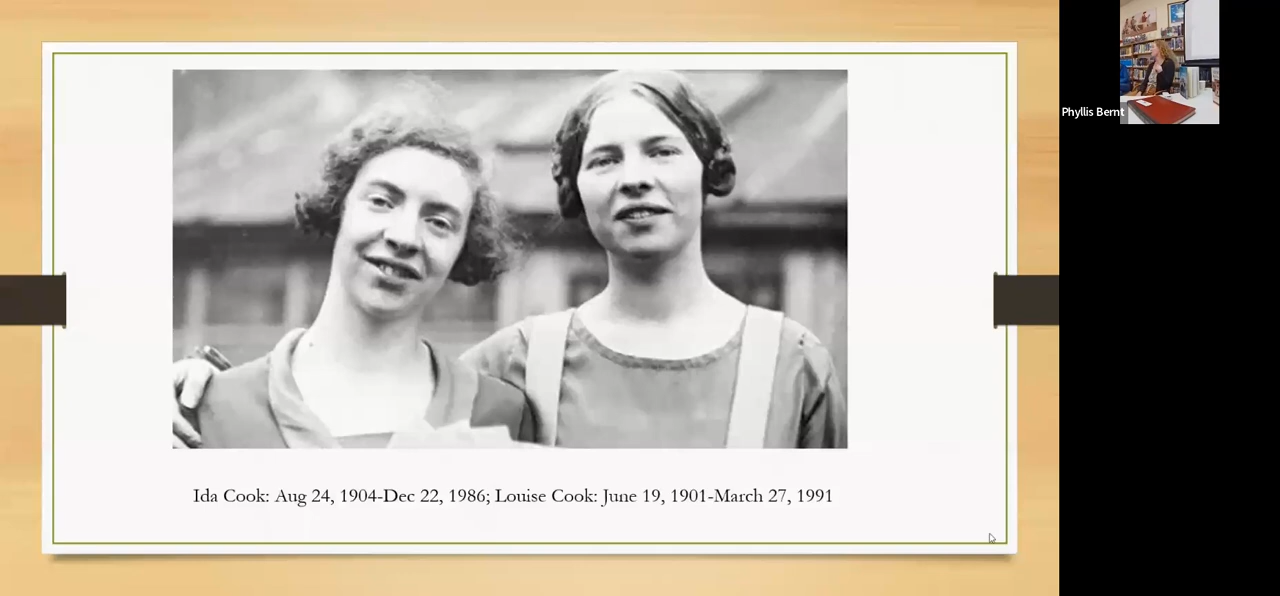 Phyllis Bernt
Ida Cook: Aug 24, 1904-Dec 22, 1986; Louise Cook: June 19, 1901-March 27, 1991